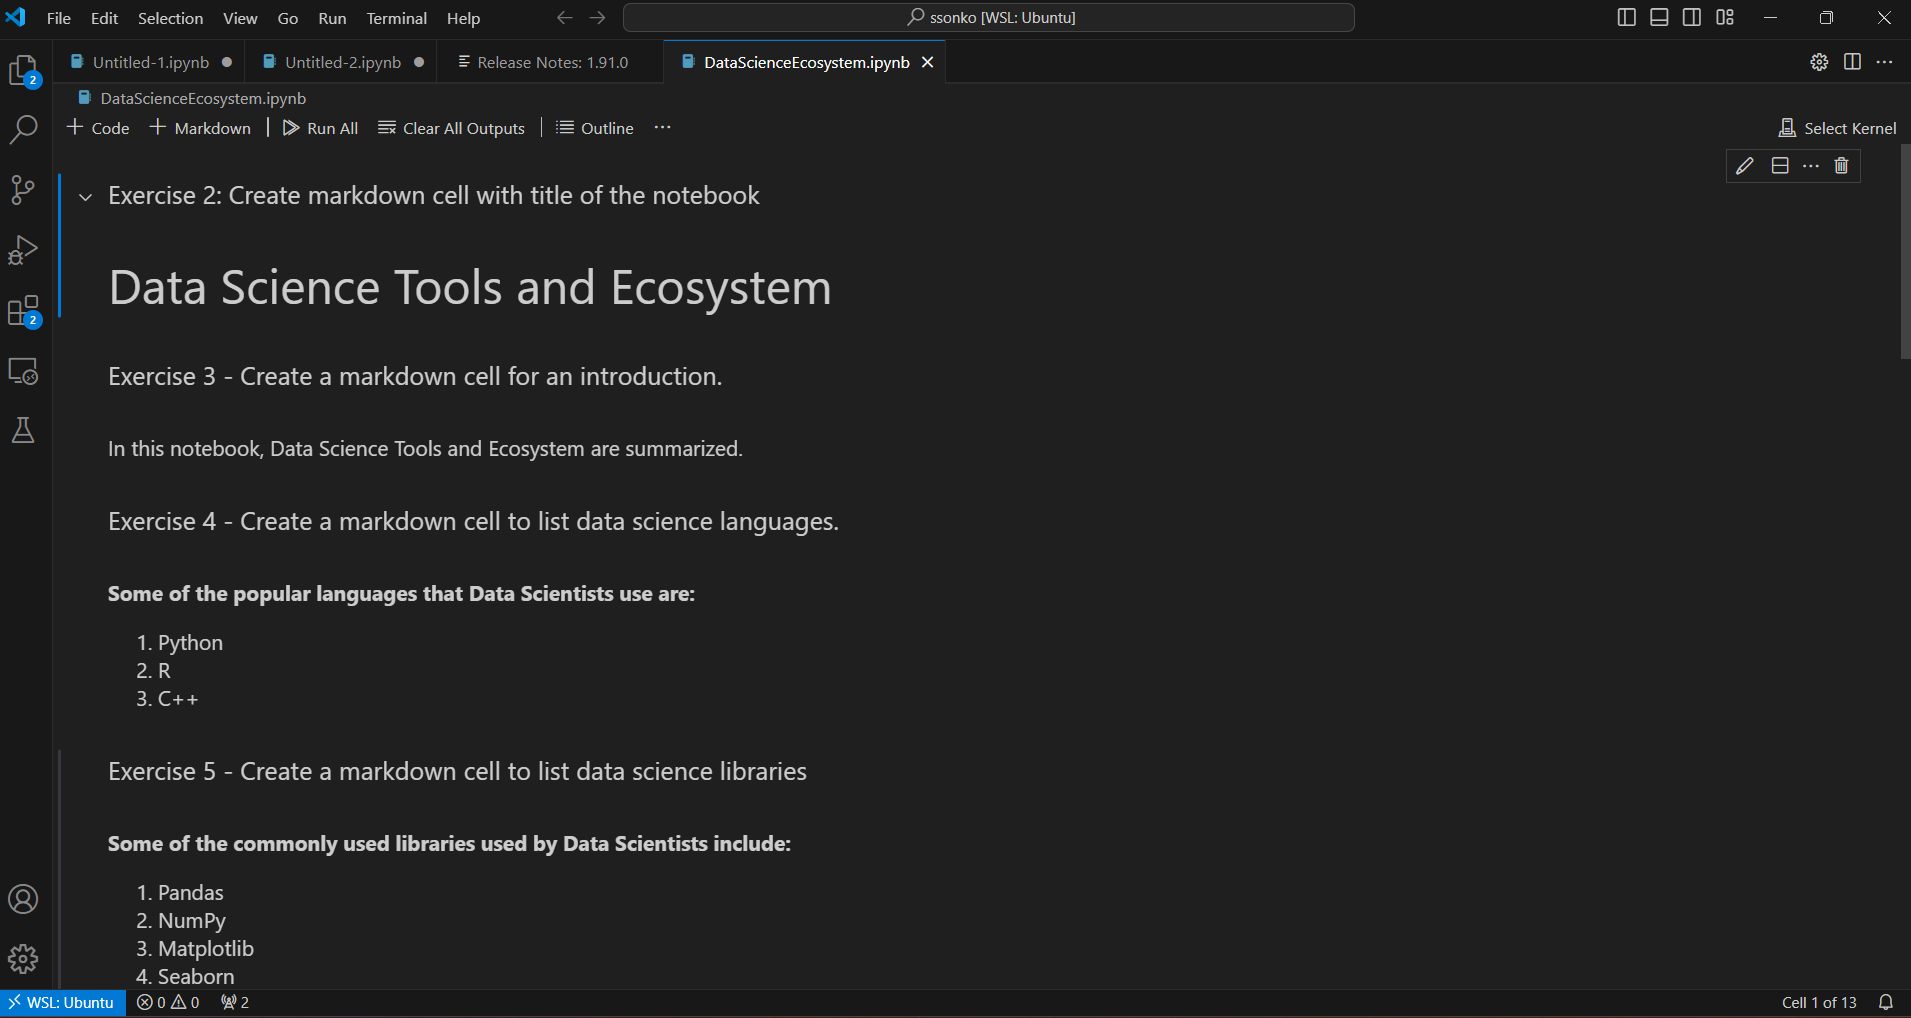 File Edit Selection View Go Run Terminal Help
ssonko [WSL: Ubuntu]
Untitled-1.ipynb
Untitled-2.ipynb
Release Notes: 1.91.0
DataScienceEcosystem.ipynb
2
DataScienceEcosystem.ipynb
Code
Markdown
Run All
Clear All Outputs
Outline
...
Select Kernel
Exercise 2: Create markdown cell with title of the notebook
Data Science Tools and Ecosystem
2
Exercise 3 - Create a markdown cell for an introduction.
In this notebook, Data Science Tools and Ecosystem are summarized.
Exercise 4 - Create a markdown cell to list data science languages.
Some of the popular languages that Data Scientists use are:
1. Python
2. R
3. C++
Exercise 5 - Create a markdown cell to list data science libraries
Some of the commonly used libraries used by Data Scientists include:
1. Pandas
2. NumPy
3. Matplotlib
4. Seaborn
WSL: Ubuntu
0
0
2
Cell 1 of 13